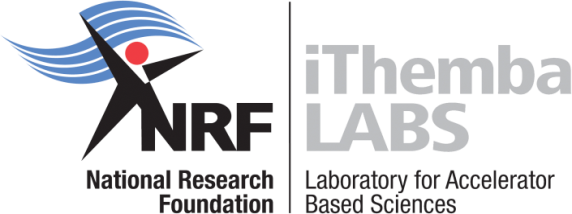 NRF
National Research
Foundation
iThemba
LABS
Laboratory for Accelerator
Based Sciences